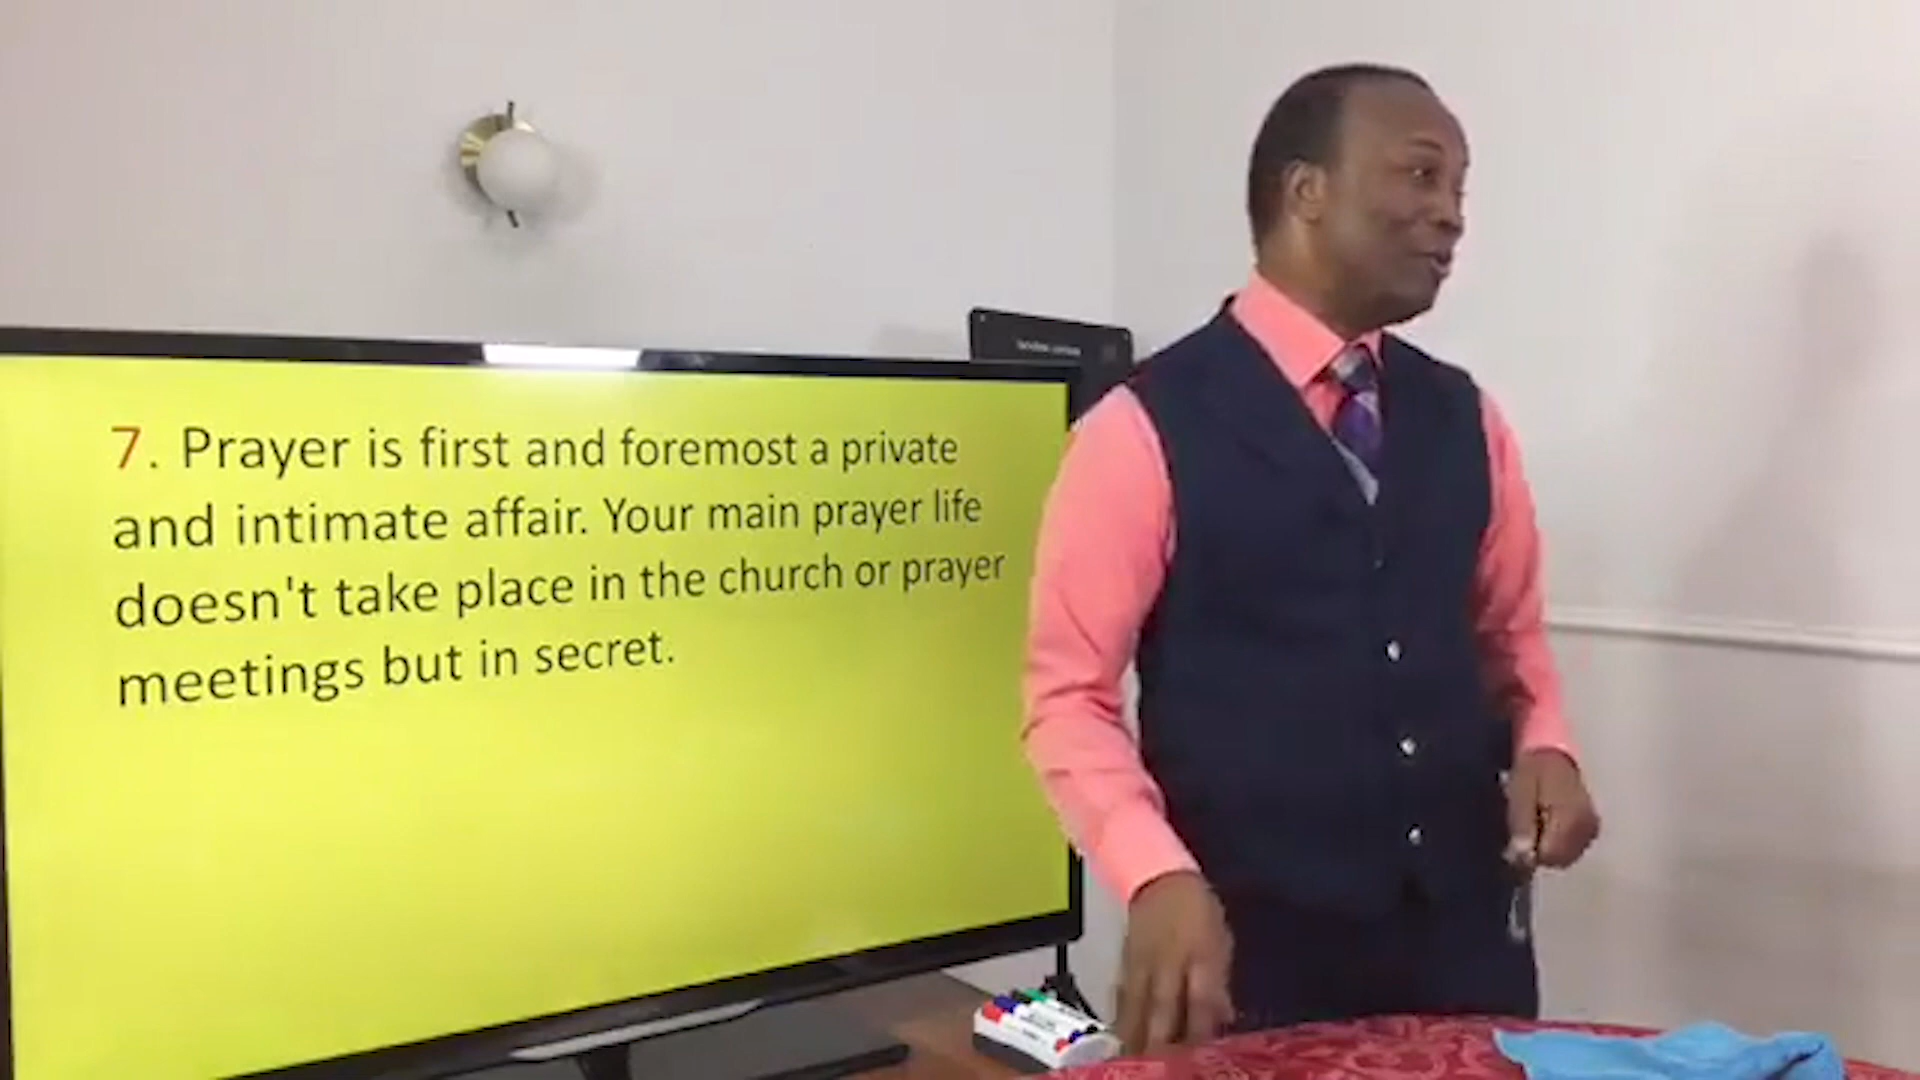 7. Prayer is first and foremost a private
and intimate affair. Your main prayer life
doesn't take place in the church or prayer
meetings but in secret.